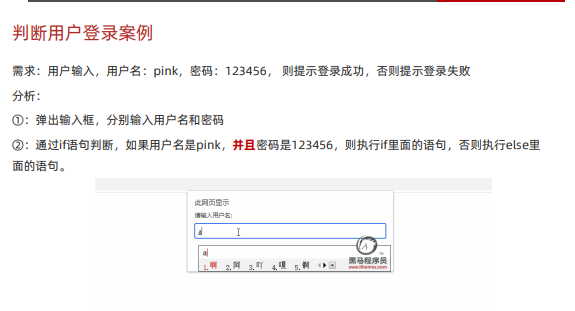 判断用户登录案例
需求：用户输入，用户名：pink，密码：123456， 则提示登录成功，否则提示登录失败
分析：
①：弹出输入框，分别输入用户名和密码
②：通过if语句判断，如果用户名是pink，并且密码是123456，则执行if里面的语句，否则执行else里
面的语句。
此网页显示
请输入用户名:
a
a
1.啊 2.阿 3.吖 4.嗄 5.锕
黑马程序员
www.itheima.com